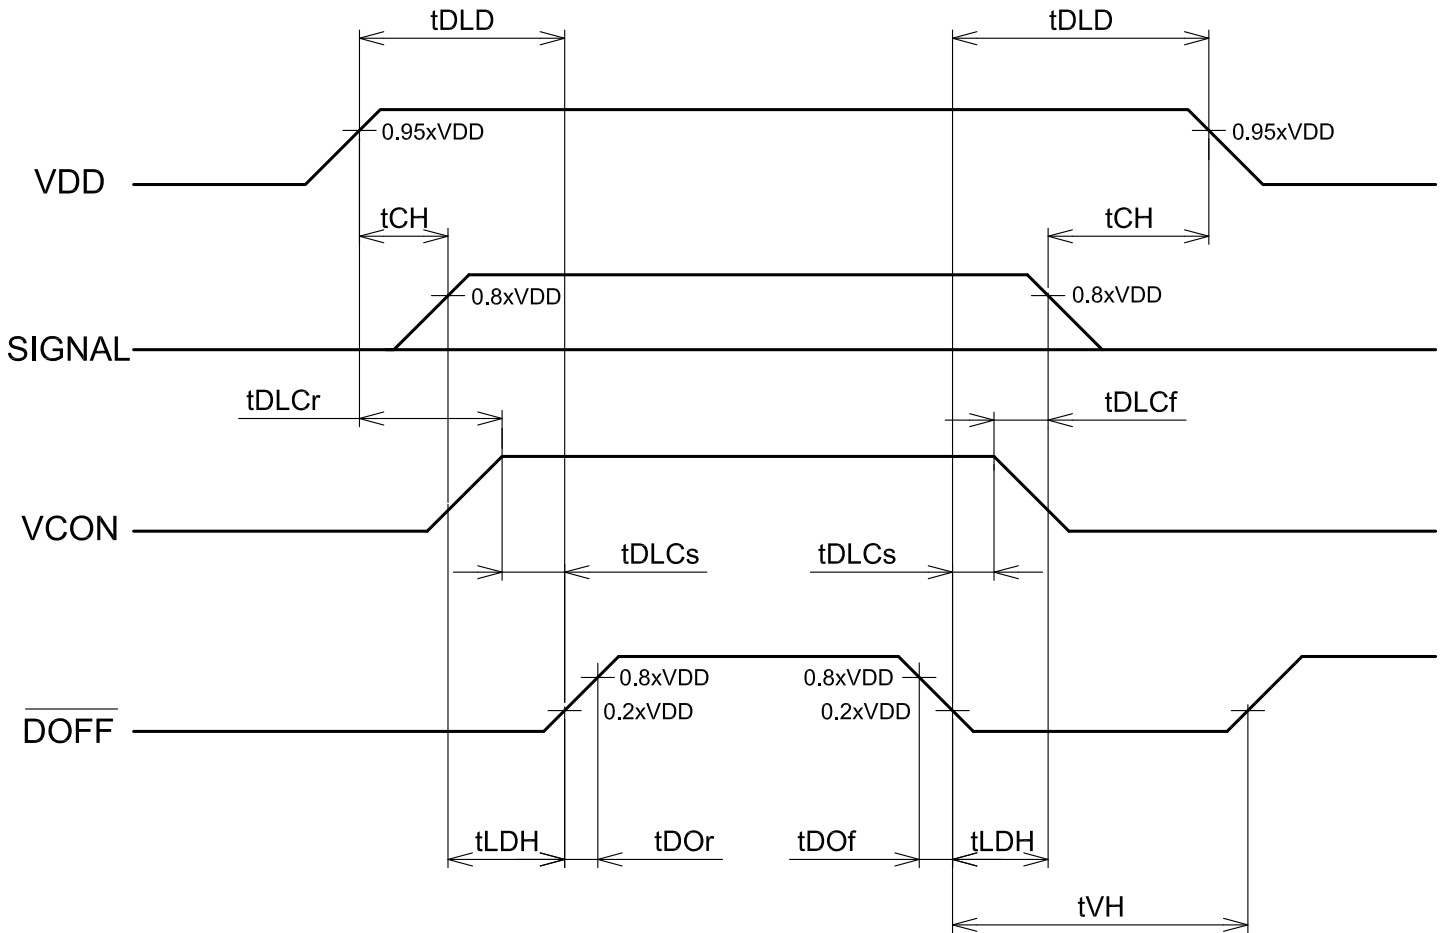 tDLD tDLD
0.95xVDD 0.95xVDD
VDD
tCH tCH
0.8xVDD 0.8xVDD
SIGNAL
tDLCr tDLCf
VCON
tDLCs tDLCs
0.8xVDD 0.8xVDD
0.2xVDD 0.2xVDD
DOFF
tLDH tDOr tDOf tLDH
tVH